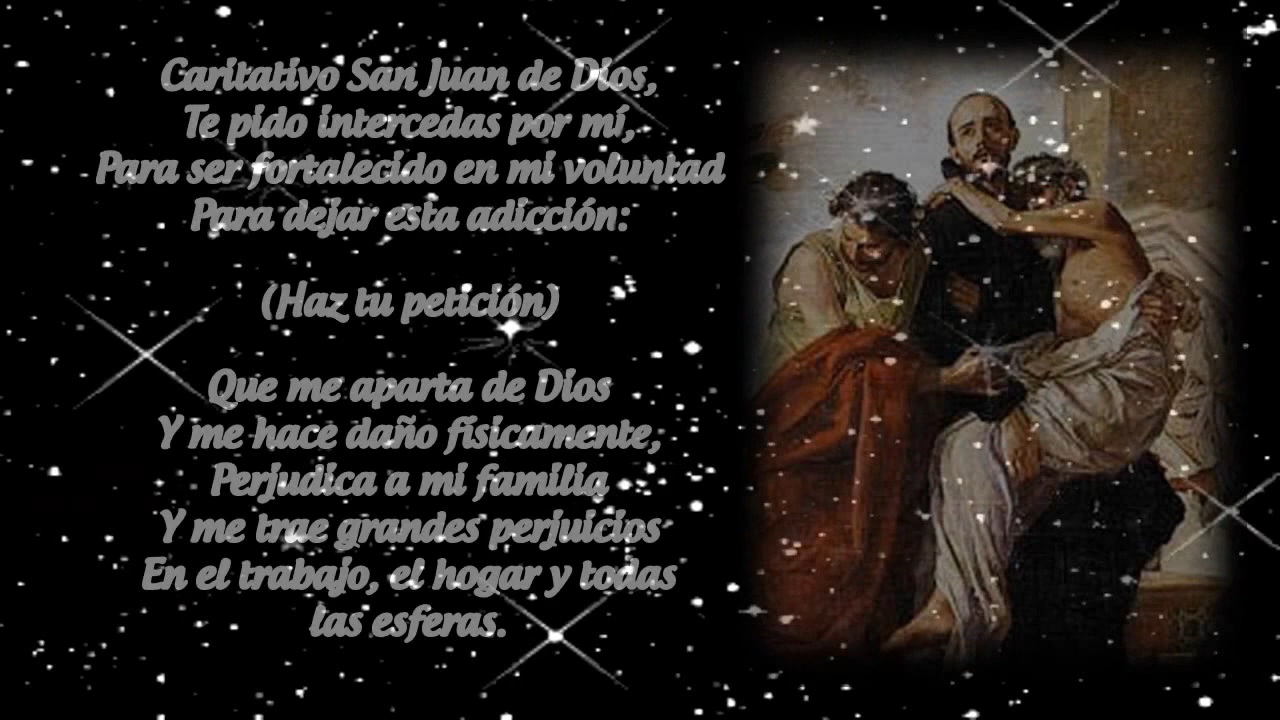 Caritativo San Juan de Dios,
Te pido intercedas por mí,
Para ser fortalecido en mi voluntad
Para dejar esta adicción:
(Haz tu petición)
Que me aparta de Dios
Y me hace daño físicamente,
Perjudica a mi familia
Y me trae grandes perjuicios
En el trabajo, el hogar y todas
las esferas.